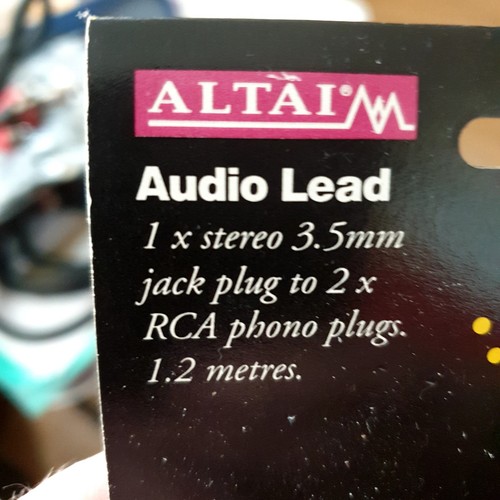 ALTAI®
Audio Lead
1 x stereo 3.5mm
jack plug to 2 x
RCA phono plugs.
1.2 metres.